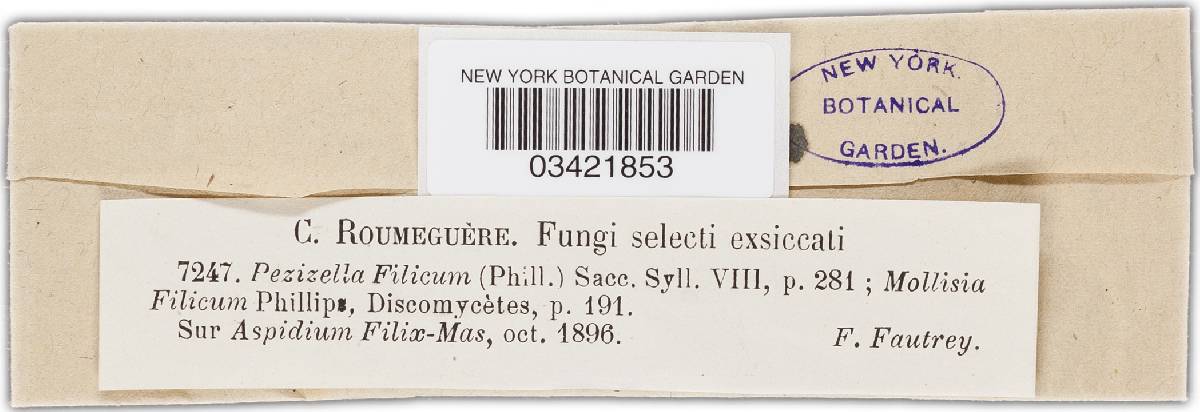 NEW YORK BOTANICAL GARDEN
03421853
NEW YORK.
BOTANICAL
GARDEN.
C. ROUMEGUÈRE. Fungi selecti exsiccati
7247. Pezizella Filicum (Phill.) Sacc. Syll. VIII, p. 281 ; Mollisia
Filicum Phillips, Discomycètes, p. 191.
Sur Aspidium Filix-Mas, oct. 1896. F. Fautrey.